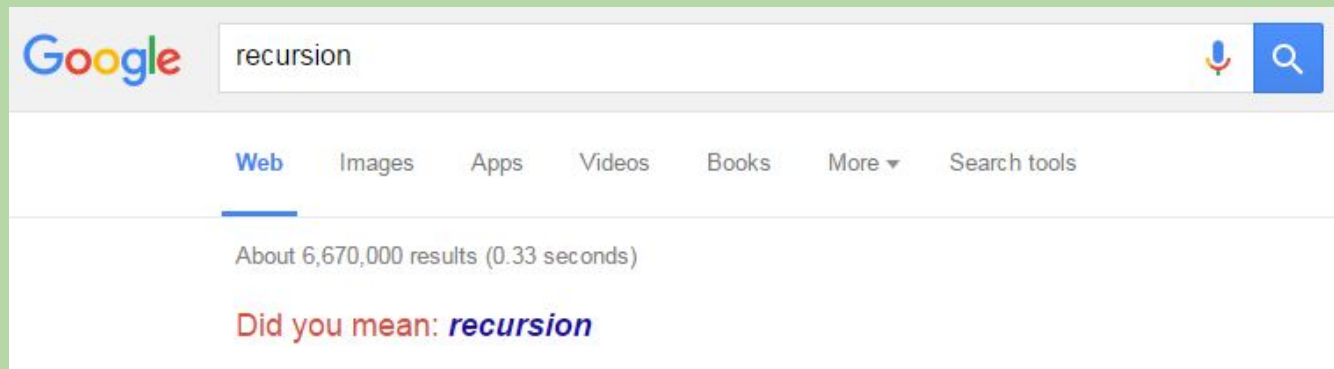 Google recursion
Web Images Apps Videos Books More Search tools
About 6,670,000 results (0.33 seconds)
Did you mean: recursion